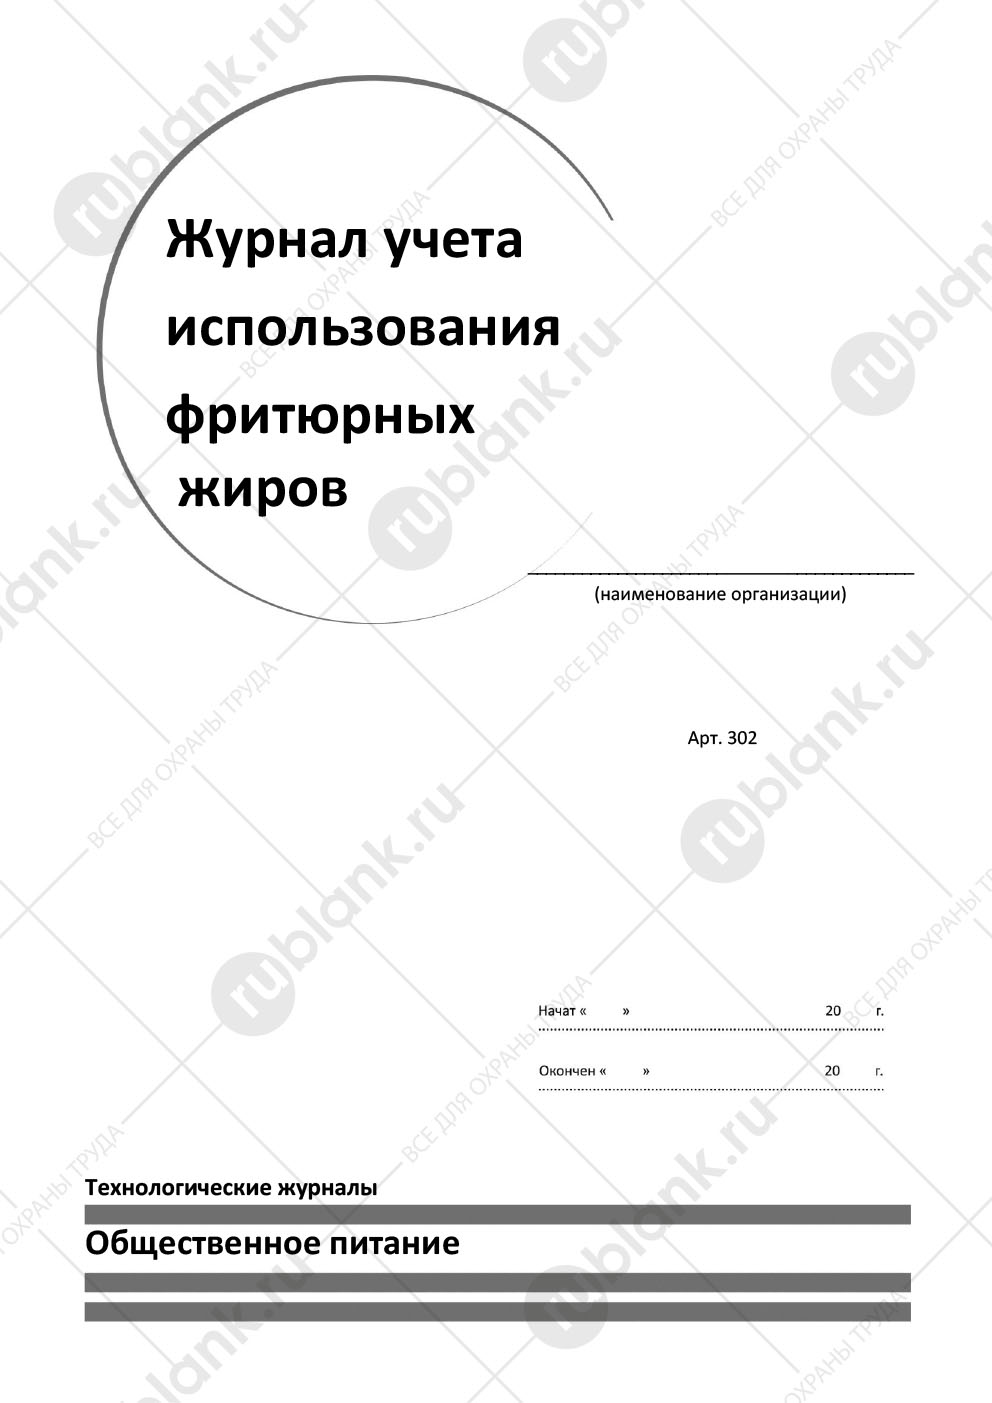 Журнал учета
использования
фритюрных
жиров
(наименование организации)
Арт. 302
Начат « » 20 г.
Окончен « » 20 г.
Технологические журналы
Общественное питание
rublank.ru
ВСЕ ДЛЯ ОХРАНЫ ТРУДА